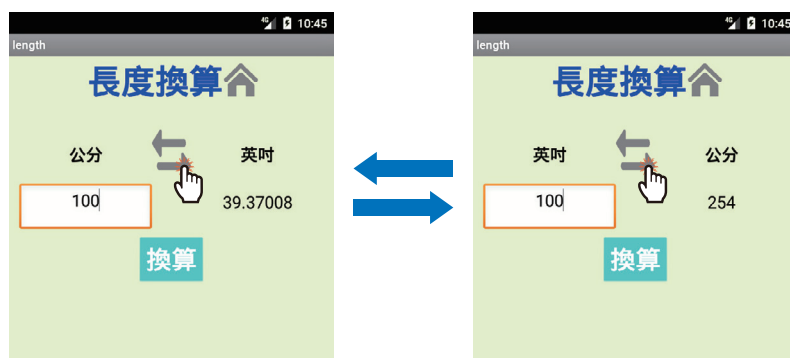 4G 10:45
length
長度換算
公分 英吋
100 39.37008
換算
4G 10:45
length
長度換算
英吋 公分
100 254
換算